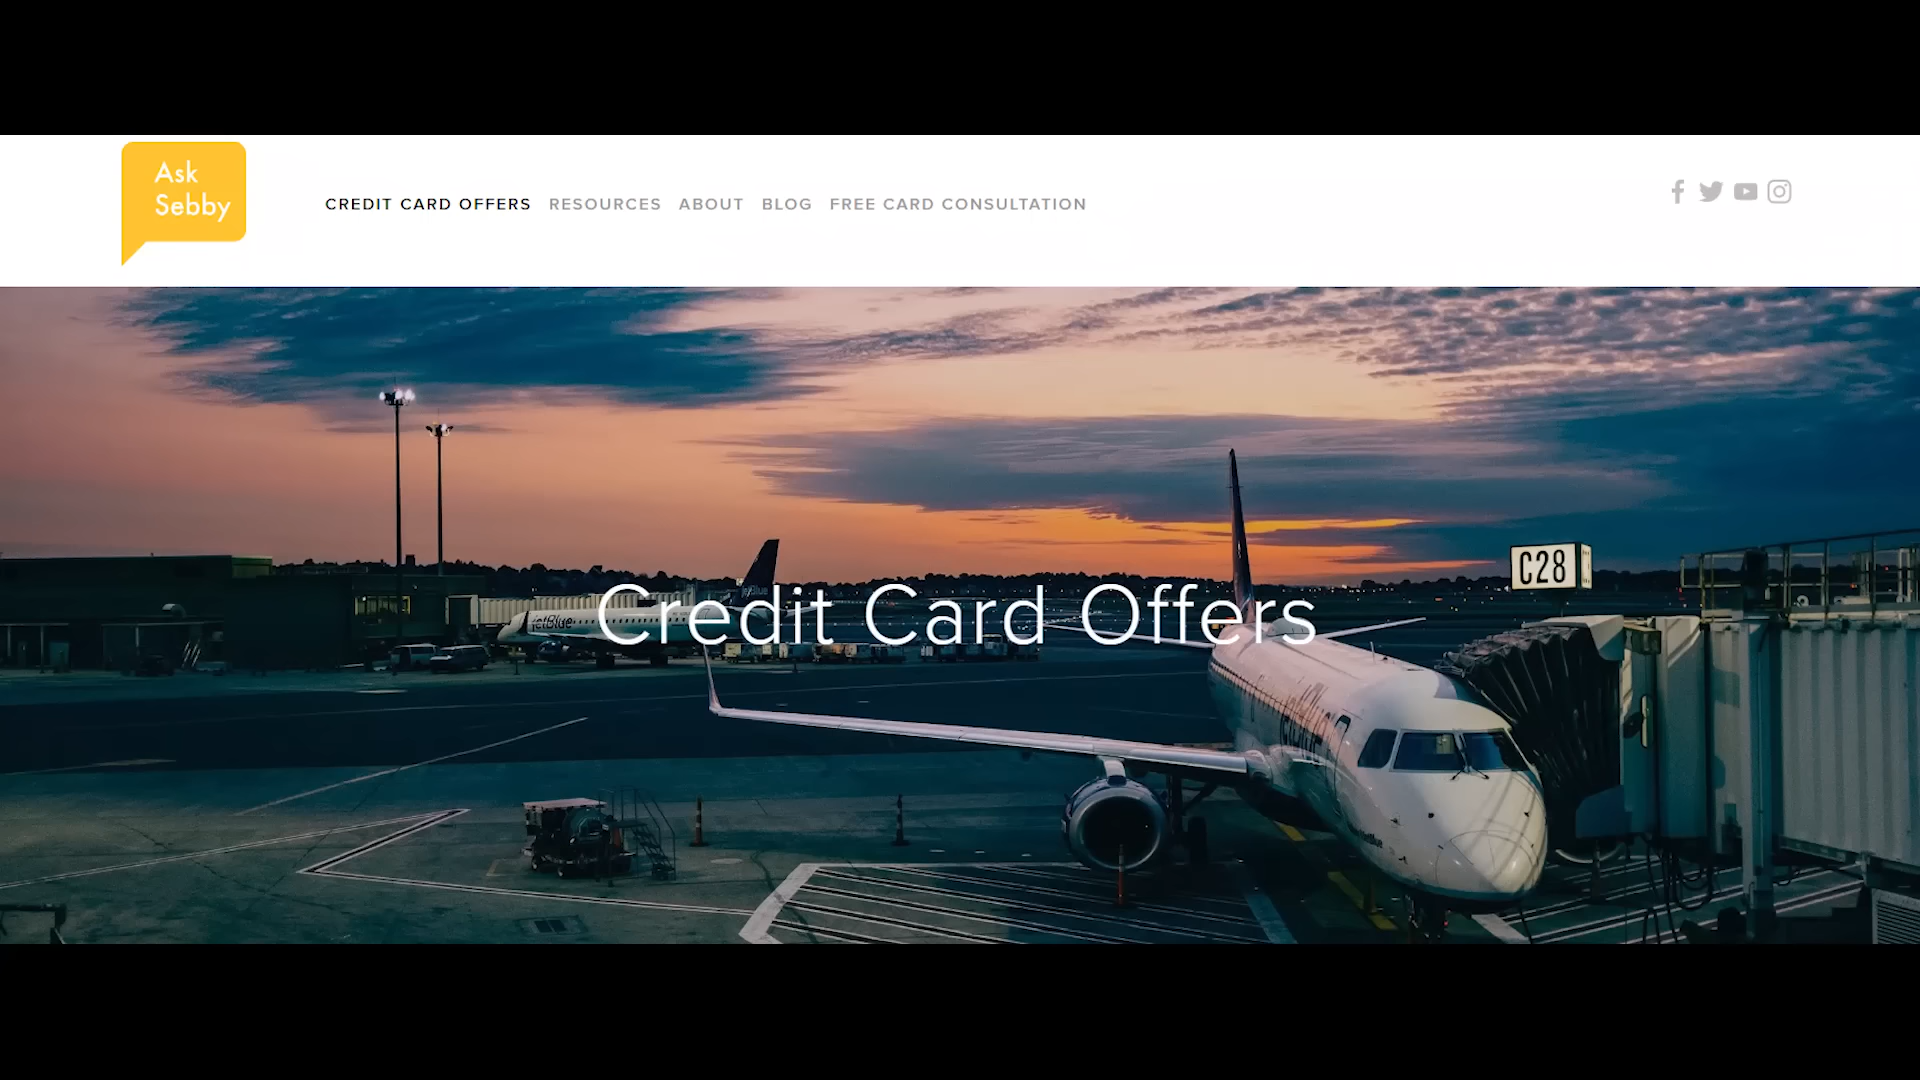 Ask
Sebby
CREDIT CARD OFFERS RESOURCES ABOUT BLOG FREE CARD CONSULTATION
C28
Credit Card Offers
jetBlue